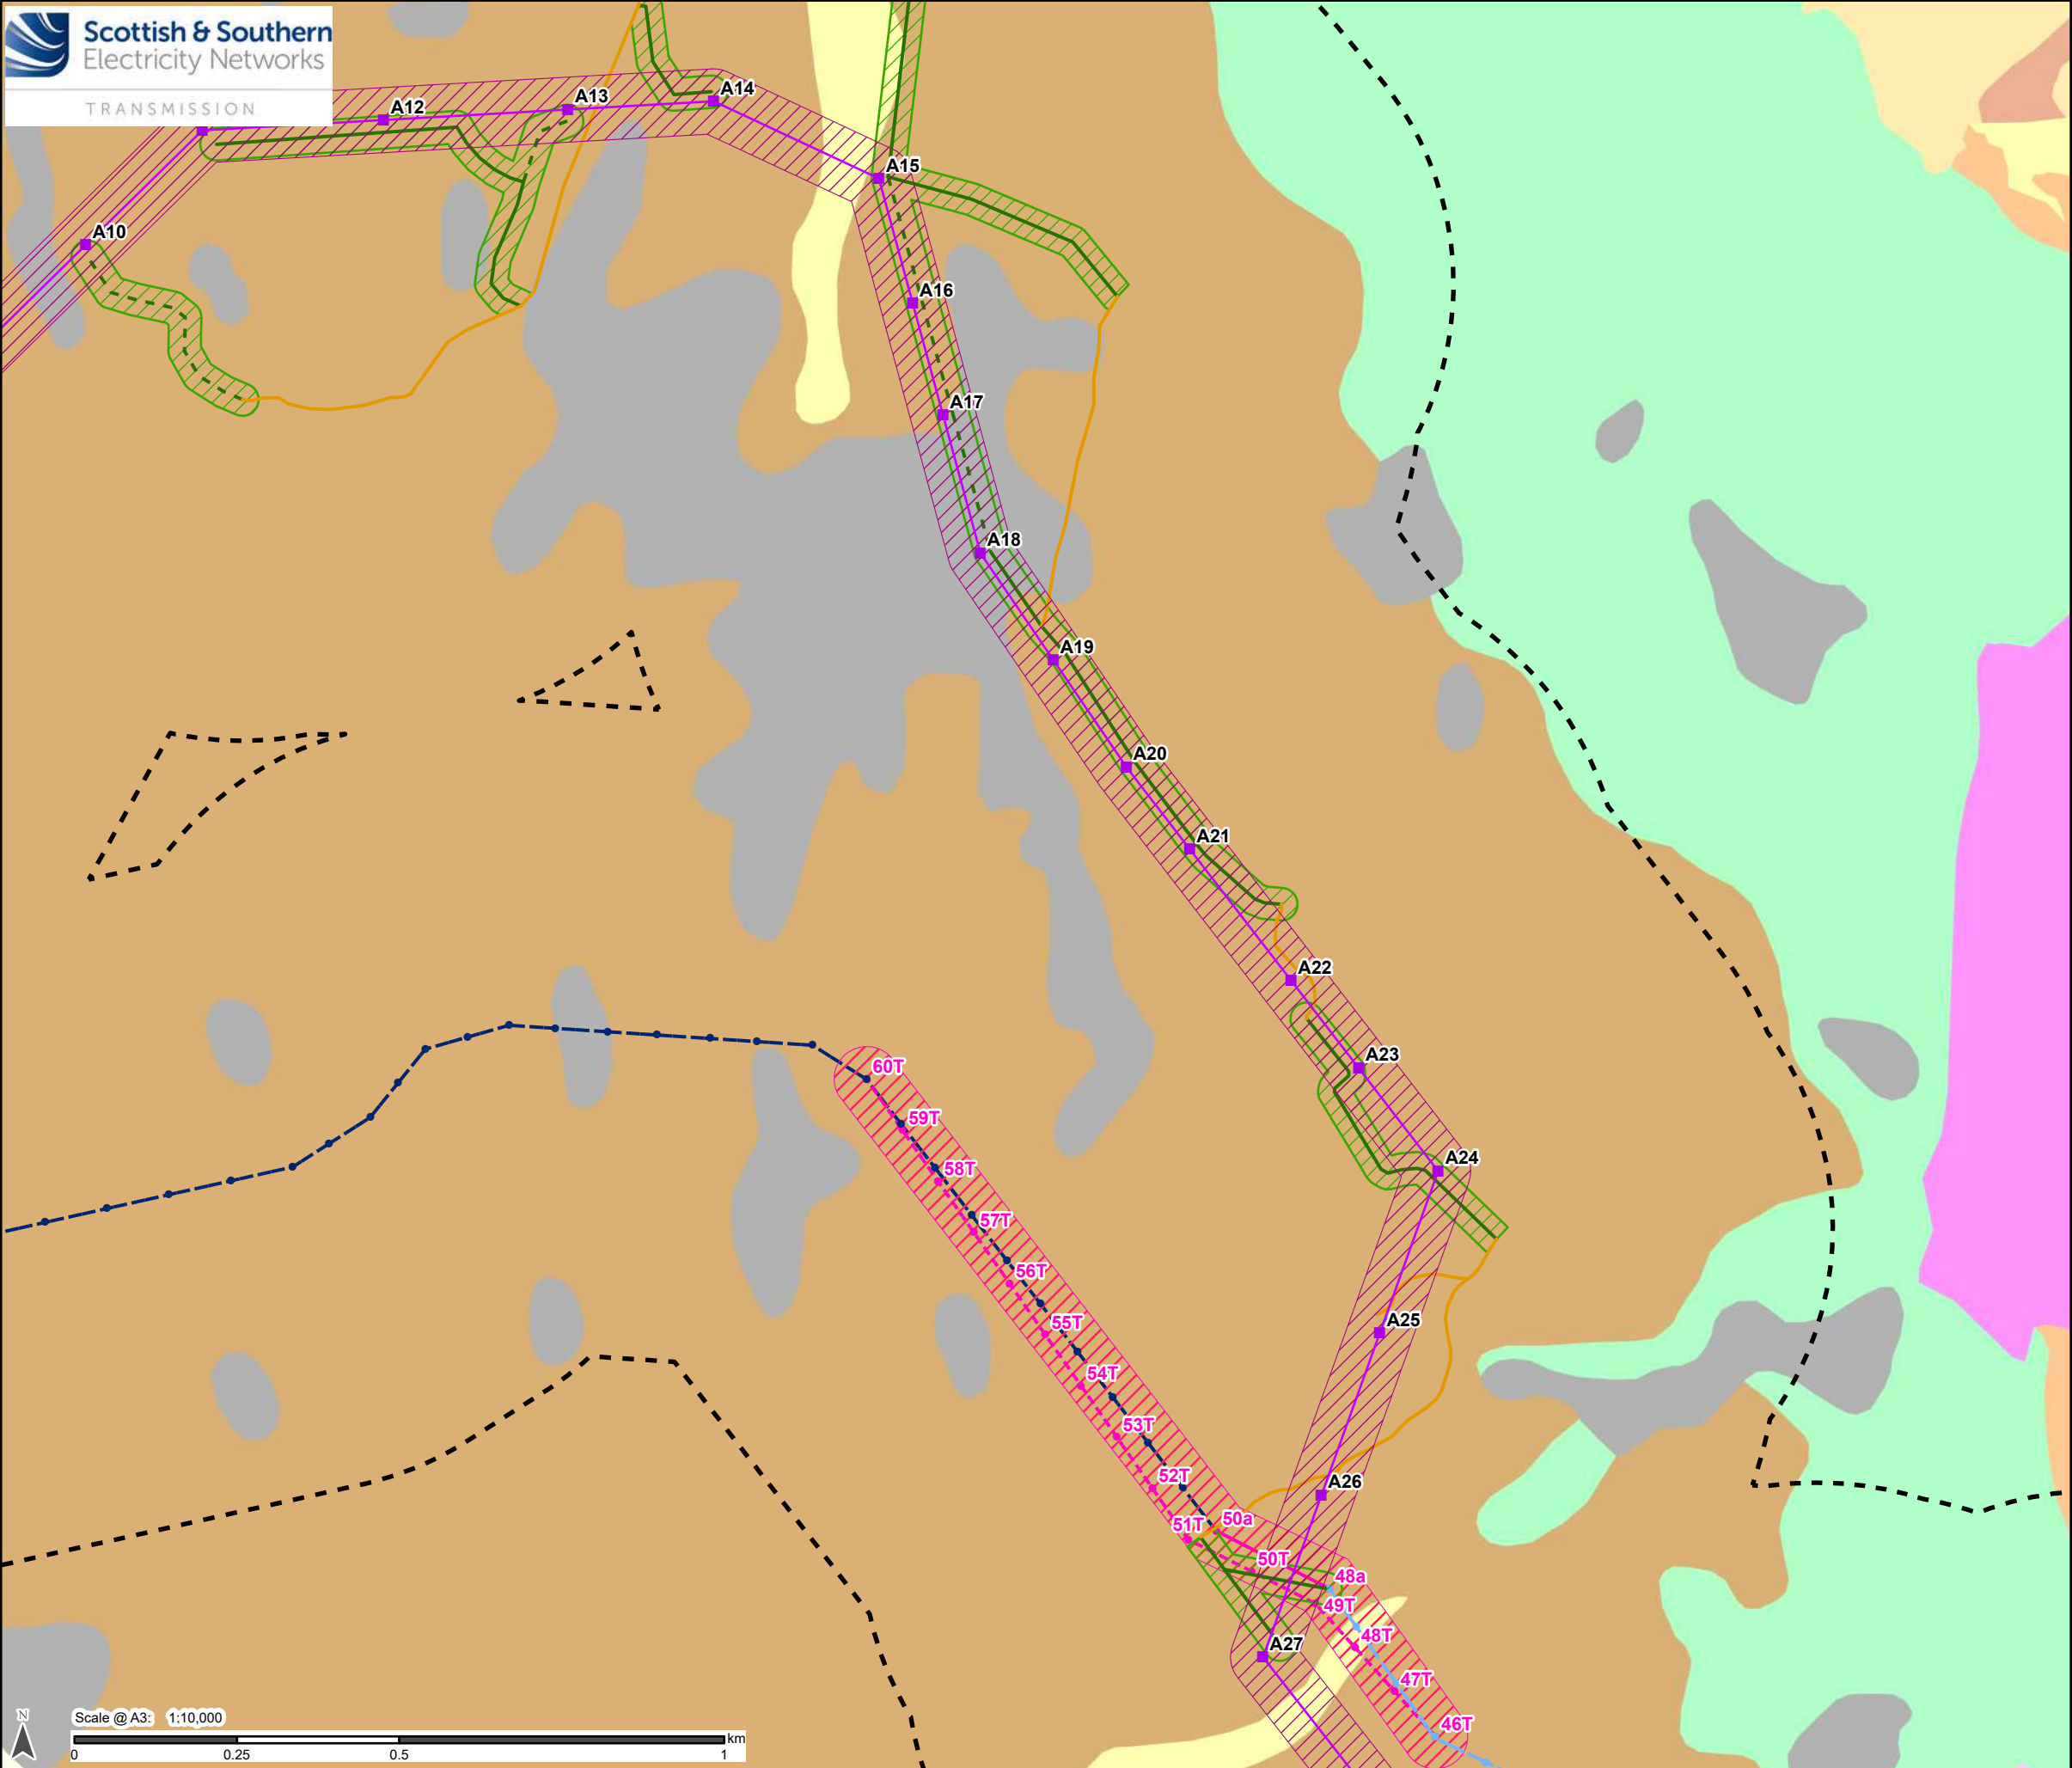 Scottish & Southern
Electricity Networks
TRANSMISSION
A14
A13
A12
A15
A10
A16
A17
A18
A19
A20
A21
A22
A23
60T
59T
A24
58T
57T
56T
55T
A25
54T
53T
52T
A26
50a
51T
50T
48a
49T
48T
A27
47T
46T
N
Scale @ A3: 1:10,000
km
0 0.25 0.5 1